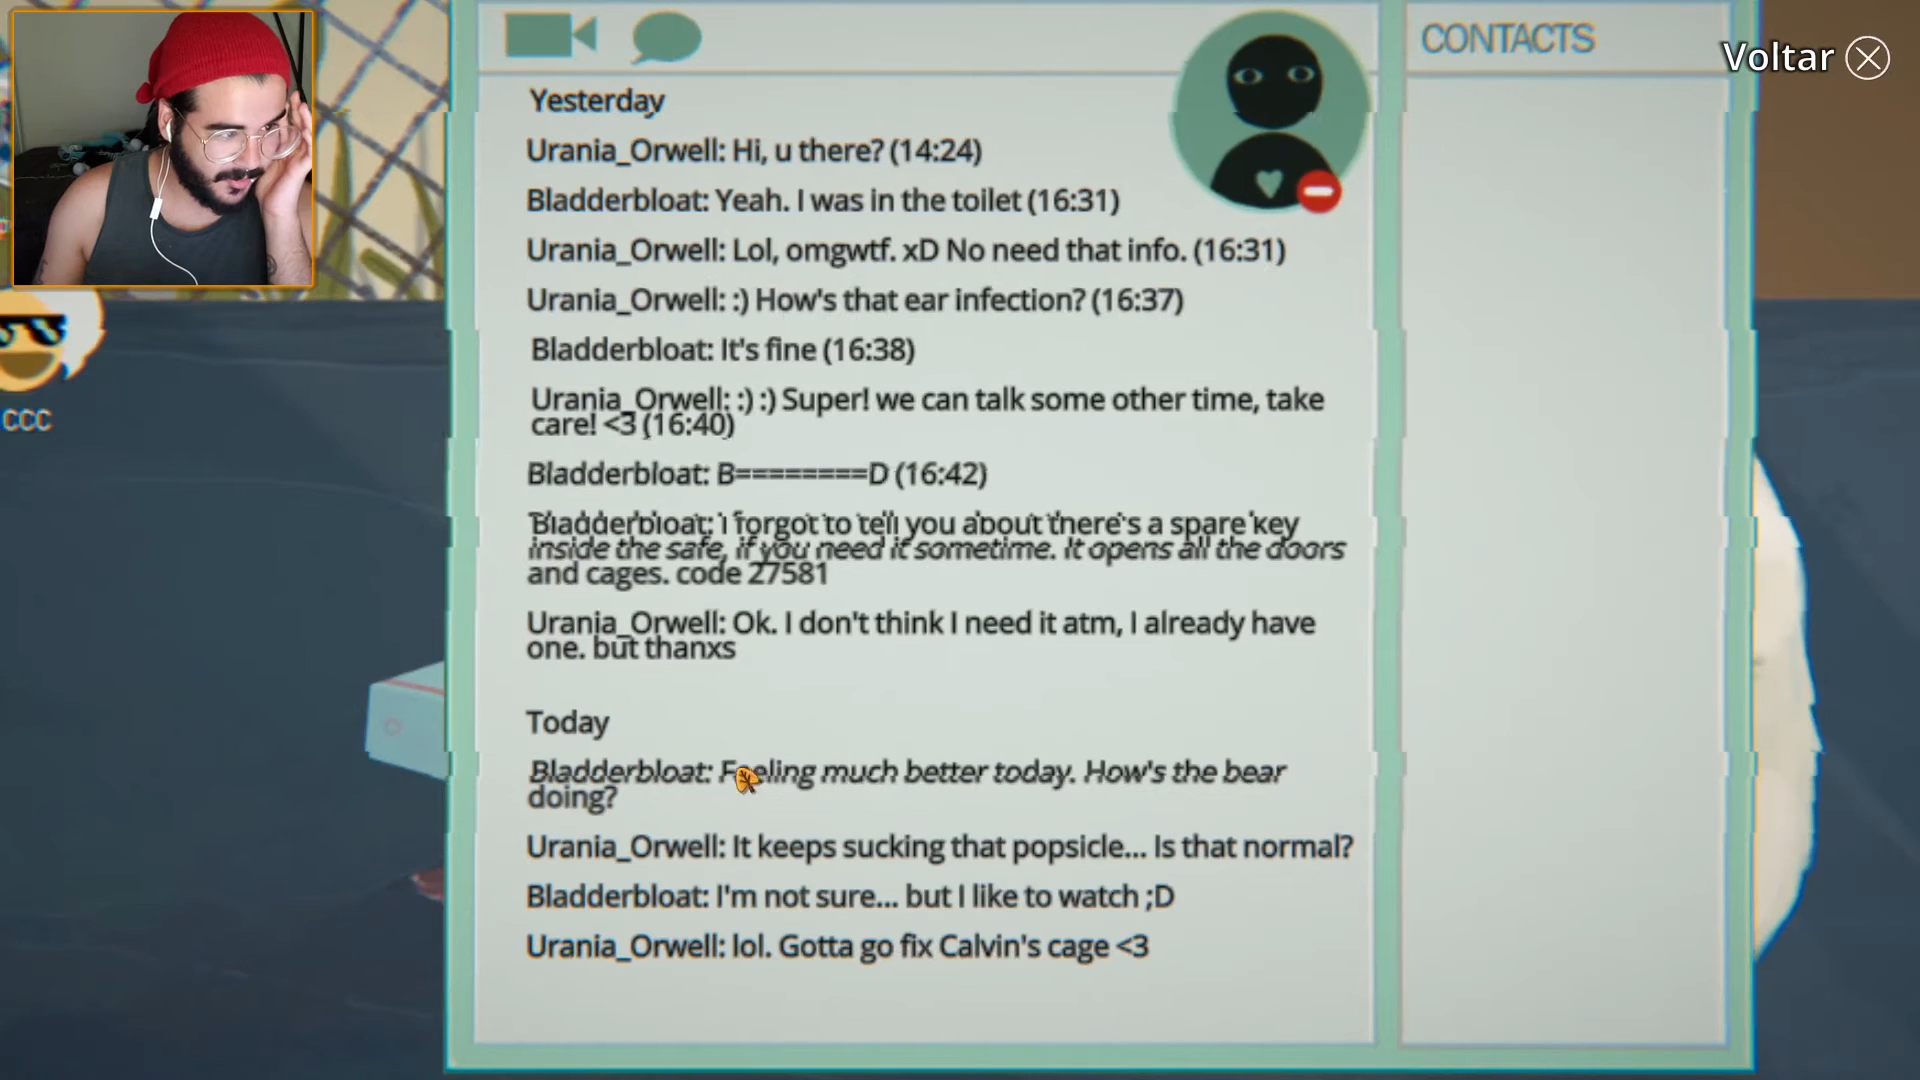 CONTACTS
Voltar
Yesterday
Urania_Orwell: Hi, u there? (14:24)
Bladderbloat: Yeah. I was in the toilet (16:31)
Urania_Orwell: Lol, omgwtf. xD No need that info. (16:31)
Urania_Orwell: :) How's that ear infection? (16:37)
Bladderbloat: It's fine (16:38)
Urania_Orwell: :) :) Super! we can talk some other time, take
care! <3 (16:40)
Bladderbloat: B========D (16:42)
Bladderbloat: I forgot to tell you about there's a spare key
inside the safe, if you need it sometime. It opens all the doors
and cages. code 27581
Urania_Orwell: Ok. I don't think I need it atm, I already have
one. but thanxs
Today
Bladderbloat: Feeling much better today. How's the bear
doing?
Urania_Orwell: It keeps sucking that popsicle... Is that normal?
Bladderbloat: I'm not sure... but I like to watch ;D
Urania_Orwell: lol. Gotta go fix Calvin's cage <3
CCC